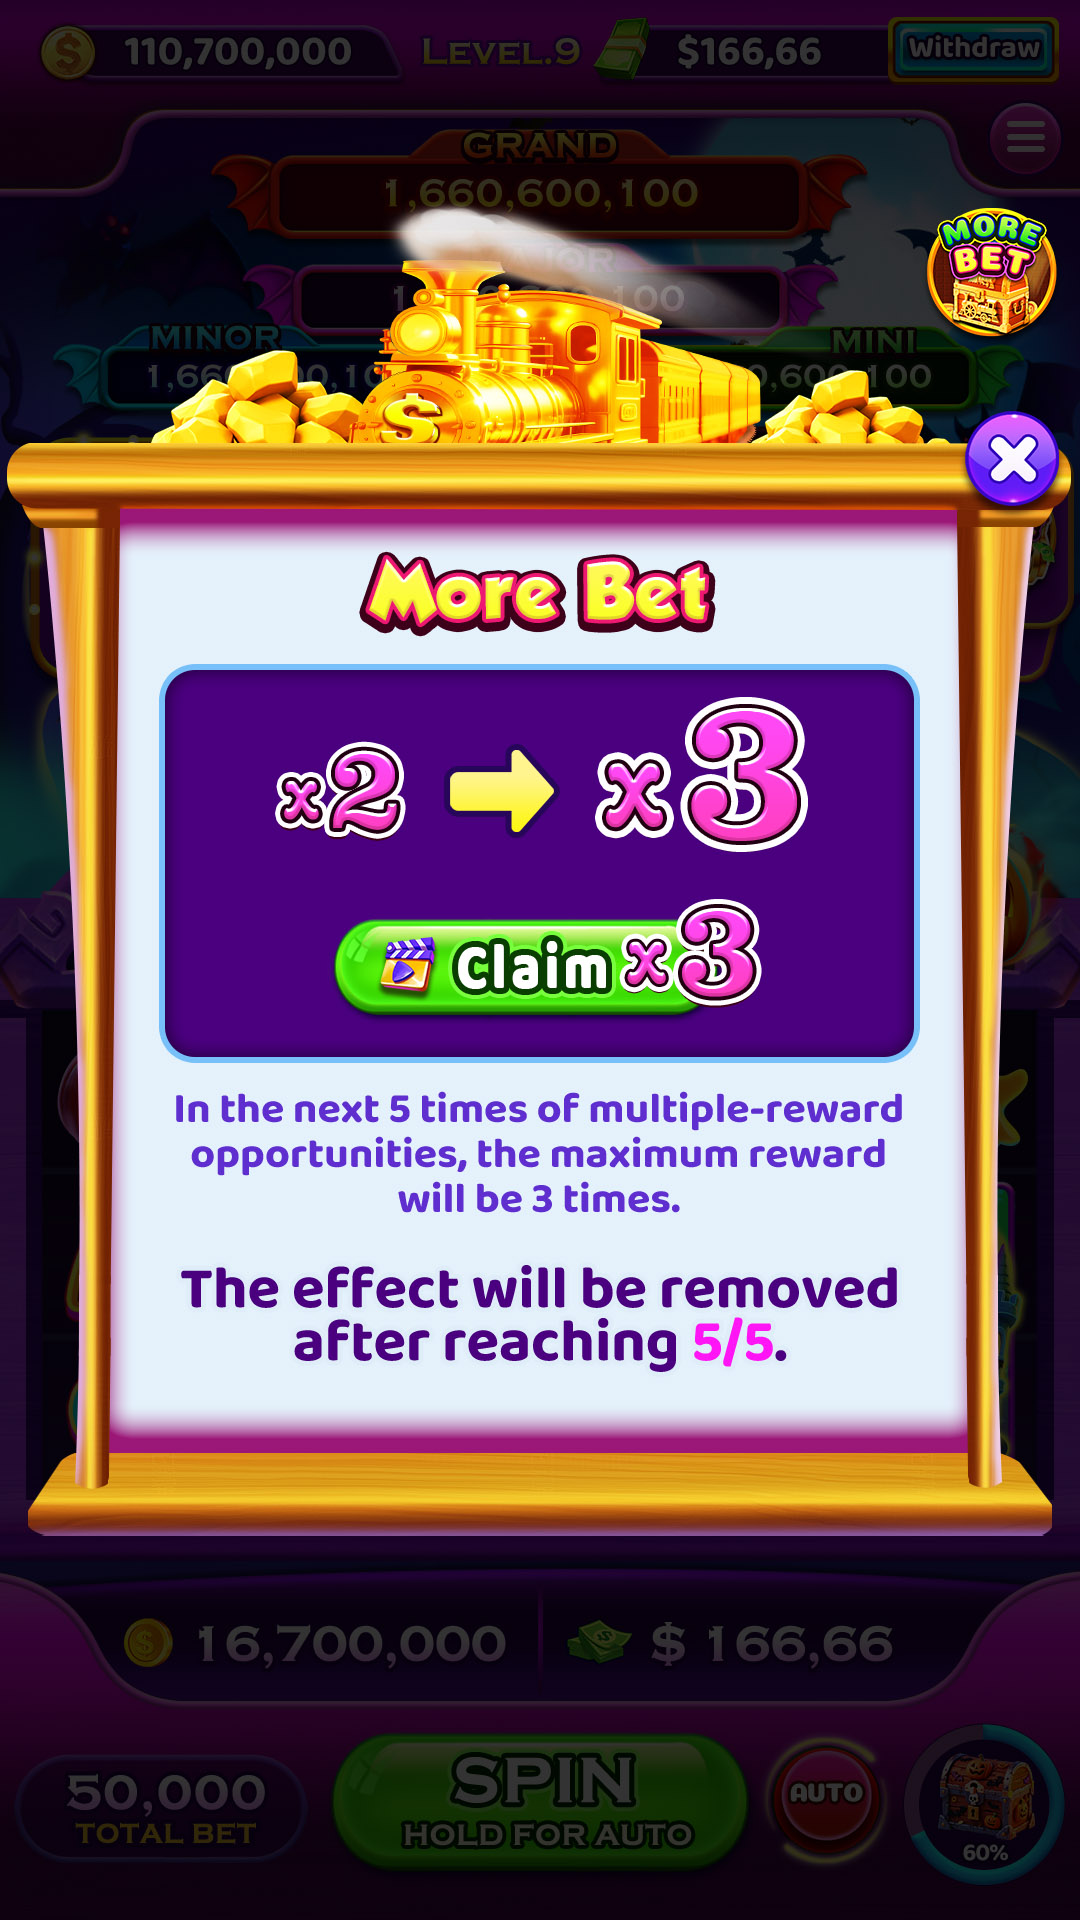 110,700,000
LEVEL.9
$166,66
Withdraw
GRAND
1,660,600,100
MORE
BET
MINOR
MINI
$
More Bet
x2
x3
Claim x3
In the next 5 times of multiple-reward
opportunities, the maximum reward
will be 3 times.
The effect will be removed
after reaching 5/5.
16,700,000
$ 166,66
50,000
TOTAL BET
SPIN
HOLD FOR AUTO
AUTO
60%